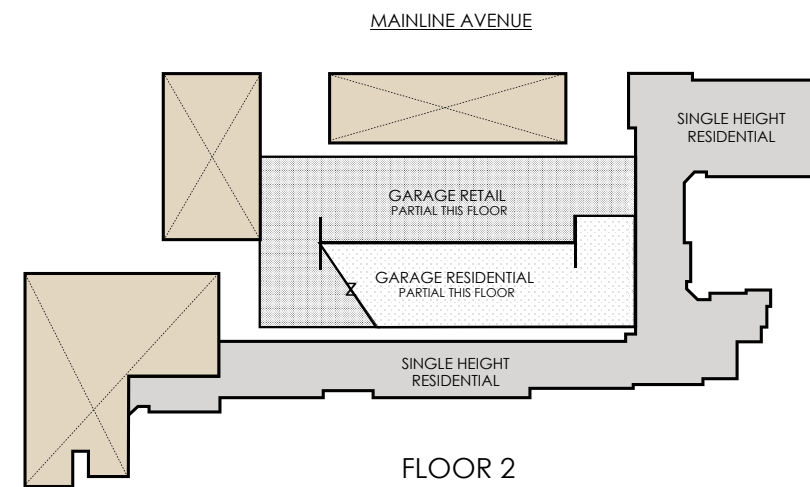 MAINLINE AVENUE
SINGLE HEIGHT
RESIDENTIAL
GARAGE RETAIL
PARTIAL THIS FLOOR
GARAGE RESIDENTIAL
PARTIAL THIS FLOOR
SINGLE HEIGHT
RESIDENTIAL
FLOOR 2